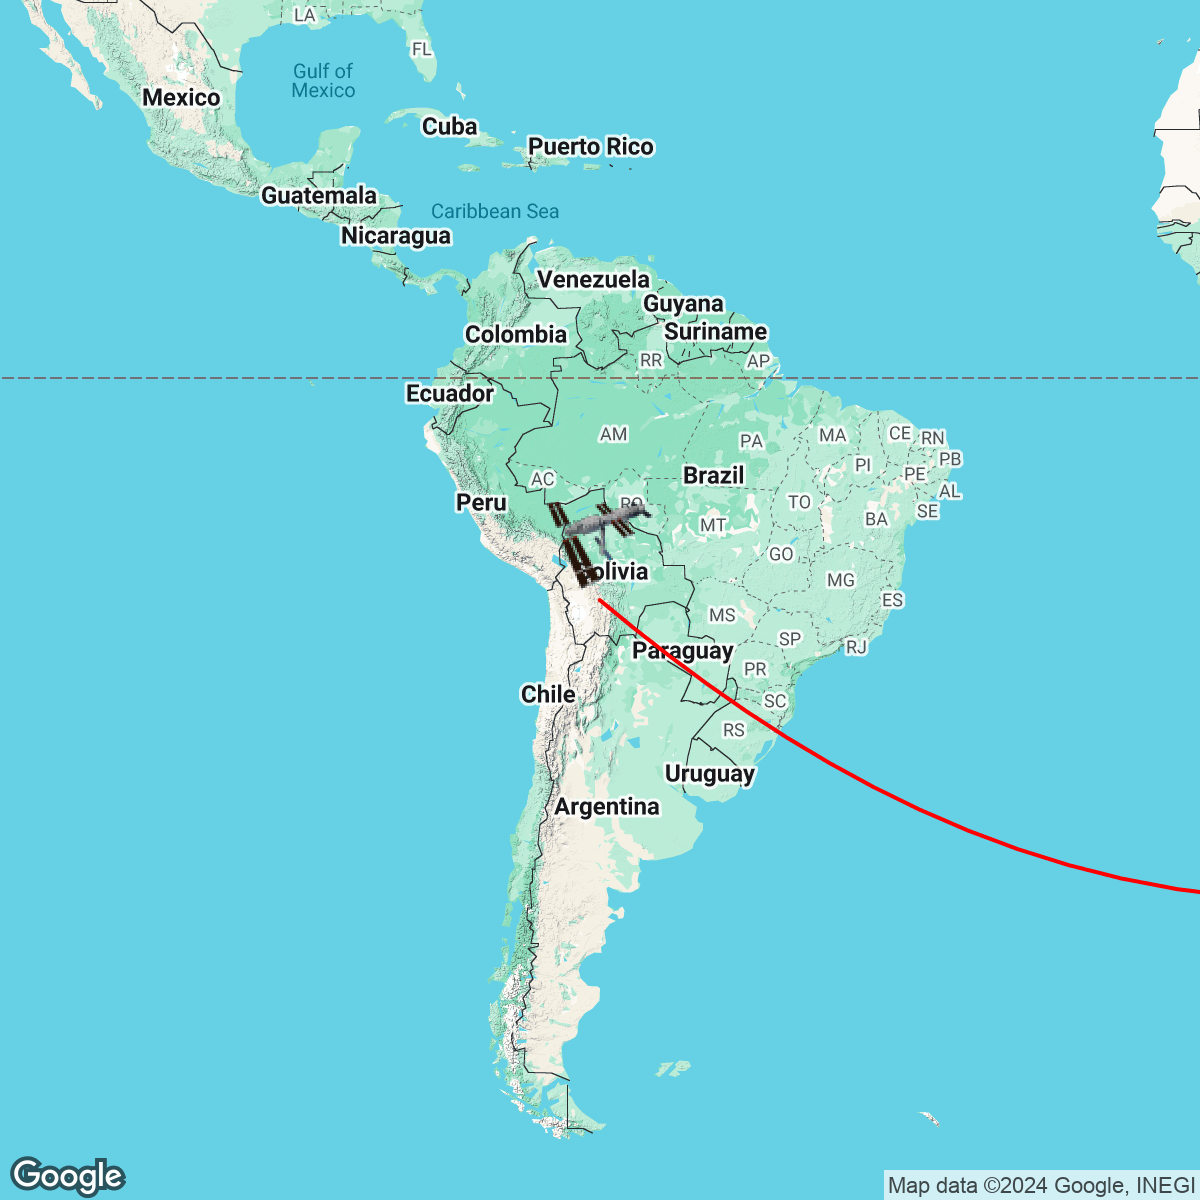 LA
FL
Gulf of
Mexico
Mexico
Cuba
Puerto Rico
Guatemala
Caribbean Sea
Nicaragua
Venezuela
Guyana
Suriname
Colombia
RR
AP
Ecuador
AM
PA
MA
CE
RN
PB
PI
PE
AL
AC
Brazil
Peru
TO
SE
BA
MT
GO
Bolivia
MG
ES
MS
SP
RJ
Paraguay
PR
Chile
SC
RS
Uruguay
Argentina
Google
Map data ©2024 Google, INEGI